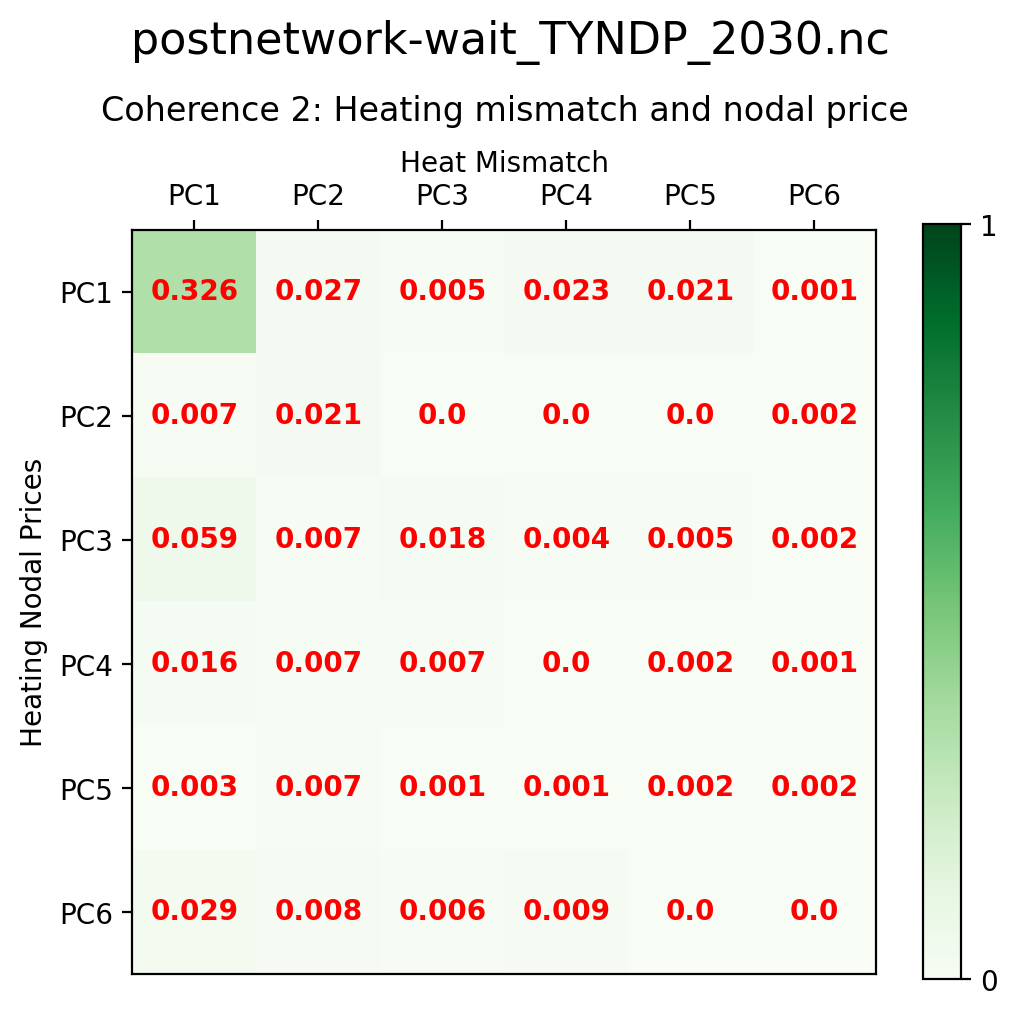 postnetwork-wait_TYNDP_2030.nc
Coherence 2: Heating mismatch and nodal price
Heat Mismatch
PC1 PC2 PC3 PC4 PC5 PC6
1
PC1 0.326 0.027 0.005 0.023 0.021 0.001
PC2 0.007 0.021 0.0 0.0 0.0 0.002
Heating Nodal Prices
PC3 0.059 0.007 0.018 0.004 0.005 0.002
PC4 0.016 0.007 0.007 0.0 0.002 0.001
PC5 0.003 0.007 0.001 0.001 0.002 0.002
PC6 0.029 0.008 0.006 0.009 0.0 0.0
0